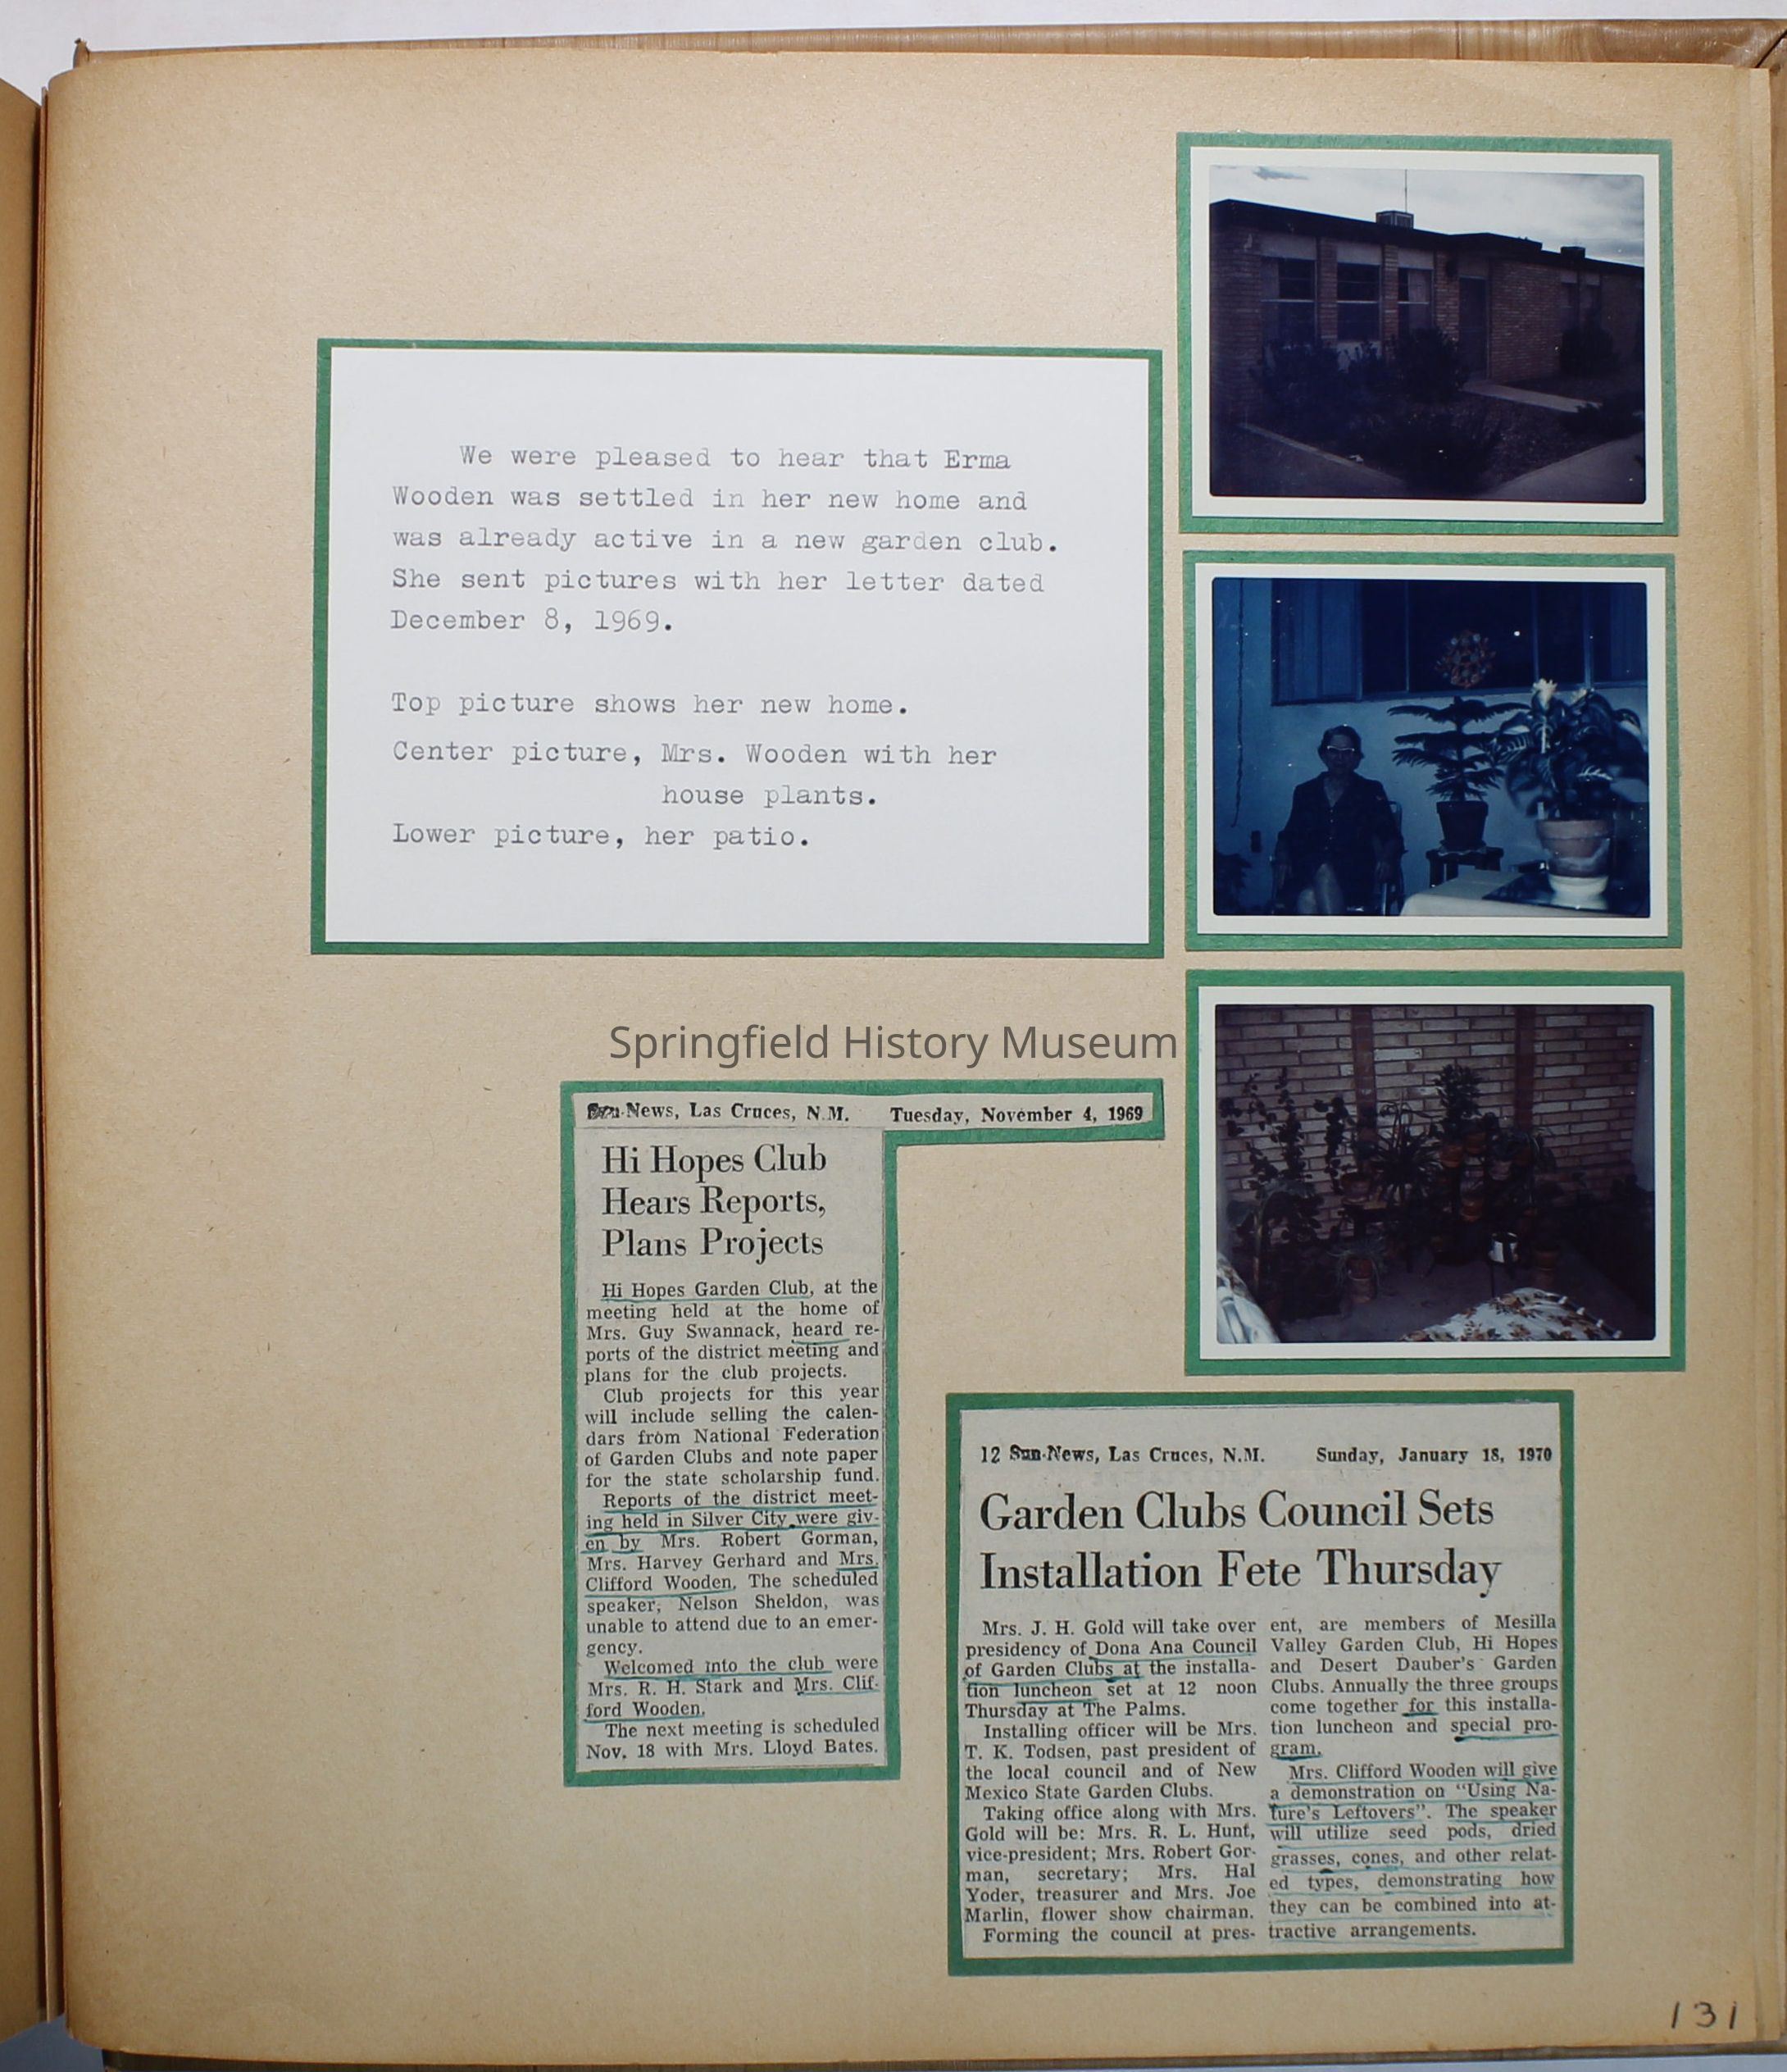 We were pleased to hear that Erma
Wooden was settled in her new home and
was already active in a new garden club.
She sent pictures with her letter dated
December 8, 1969.
Top picture shows her new home.
Center picture, Mrs. Wooden with her
house plants.
Lower picture, her patio.
Springfield History Museum
Sun-News, Las Cruces, N.M. Tuesday, November 4, 1969
Hi Hopes Club
Hears Reports,
Plans Projects
Hi Hopes Garden Club, at the
meeting held at the home of
Mrs. Guy Swannack, heard re-
ports of the district meeting and
plans for the club projects.
Club projects for this year
will include selling the calen-
dars from National Federation
of Garden Clubs and note paper
for the state scholarship fund.
Reports of the district meet-
ing held in Silver City were giv-
en by Mrs. Robert Gorman,
Mrs. Harvey Gerhard and Mrs.
Clifford Wooden. The scheduled
speaker, Nelson Sheldon, was
unable to attend due to an emer-
gency.
Welcomed into the club were
Mrs. R. H. Stark and Mrs. Clif-
ford Wooden.
The next meeting is scheduled
Nov. 18 with Mrs. Lloyd Bates.
12 Sun-News, Las Cruces, N.M. Sunday, January 18, 1970
Garden Clubs Council Sets
Installation Fete Thursday
Mrs. J. H. Gold will take over
presidency of Dona Ana Council
of Garden Clubs at the installa-
tion luncheon set at 12 noon
Thursday at The Palms.
Installing officer will be Mrs.
T. K. Todsen, past president of
the local council and of New
Mexico State Garden Clubs.
Taking office along with Mrs.
Gold will be: Mrs. R. L. Hunt,
vice-president; Mrs. Robert Gor-
man, secretary; Mrs. Hal
Yoder, treasurer and Mrs. Joe
Marlin, flower show chairman.
Forming the council at pres-
ent, are members of Mesilla
Valley Garden Club, Hi Hopes
and Desert Dauber's Garden
Clubs. Annually the three groups
come together for this installa-
tion luncheon and special pro-
gram.
Mrs. Clifford Wooden will give
a demonstration on "Using Na-
ture's Leftovers". The speaker
will utilize seed pods, dried
grasses, cones, and other relat-
ed types, demonstrating how
they can be combined into at-
tractive arrangements.
131